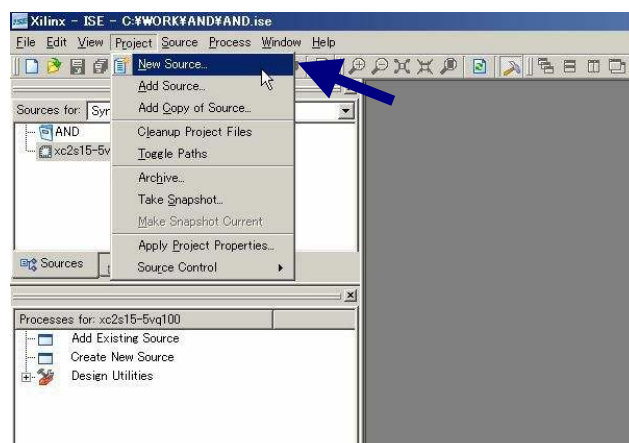 Xilinx - ISE - C:¥WORK¥AND¥AND.ise
File Edit View Project Source Process Window Help
New Source...
Add Source...
Add Copy of Source...
Cleanup Project Files
Toggle Paths
Archive...
Take Snapshot...
Make Snapshot Current
Apply Project Properties...
Source Control
Sources for: Syn
AND
xc2s15-5v
Sources
Processes for: xc2s15-5vq100
Add Existing Source
Create New Source
Design Utilities